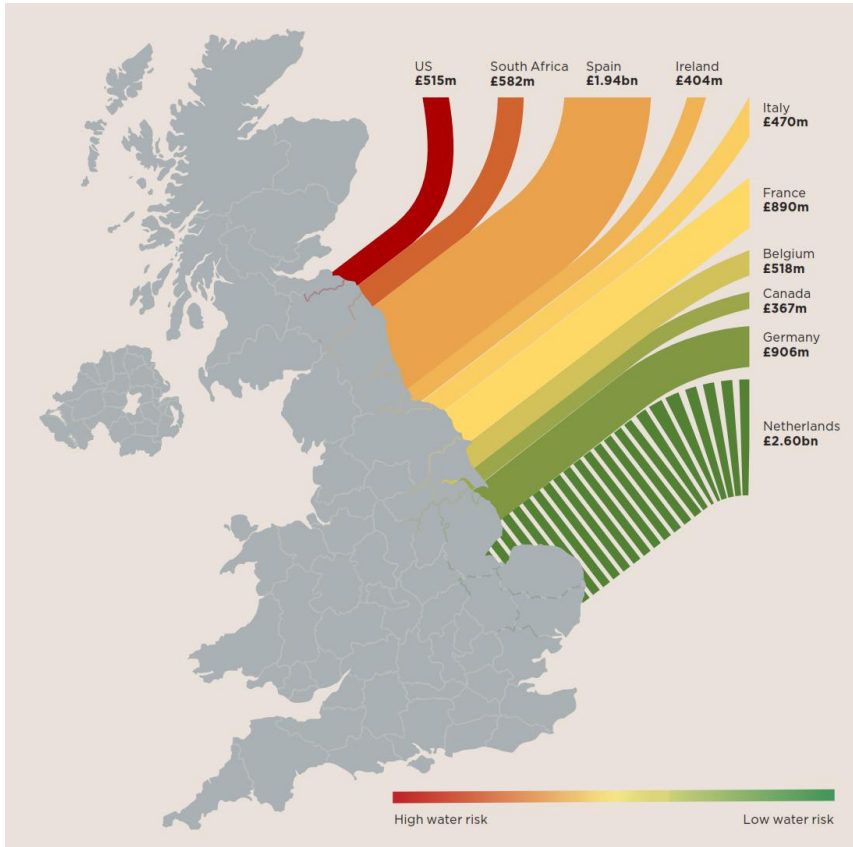 US
£515m
South Africa
£582m
Spain
£1.94bn
Ireland
£404m
Italy
£470m
France
£890m
Belgium
£518m
Canada
£367m
Germany
£906m
Netherlands
£2.60bn
High water risk
Low water risk